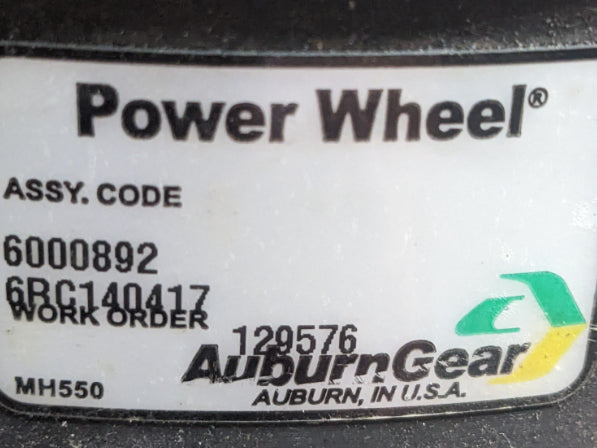 Power Wheel®
ASSY. CODE
6000892
6RC140417
WORK ORDER
129576
AuburnGear
MH550
AUBURN, IN U.S.A.